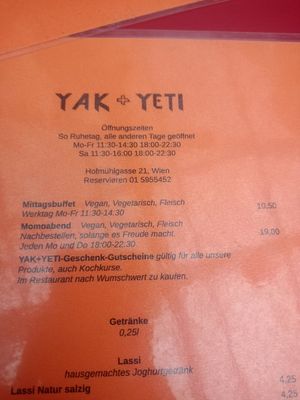 YAK + YETI
Öffnungszeiten
So Ruhetag, alle anderen Tage geöffnet
Mo-Fr 11:30-14:30 18:00-22:30
Sa 11:30-16:00 18:00-22:30
Hofmühlgasse 21, Wien
Reservieren 01 5955452
Mittagsbuffet Vegan, Vegetarisch, Fleisch 10,50
Werktag Mo-Fr 11:30-14:30
Momoabend Vegan, Vegetarisch, Fleisch 19,00
Nachbestellen, solange es Freude macht.
Jeden Mo und Do 18:00-22:30
YAK+YETI-Geschenk-Gutscheine gültig für alle unsere
Produkte, auch Kochkurse.
Im Restaurant nach Wumschwert zu kaufen.
Getränke
0,25l
Lassi
hausgemachtes Joghurtgetränk 4,25
Lassi Natur salzig 4,25